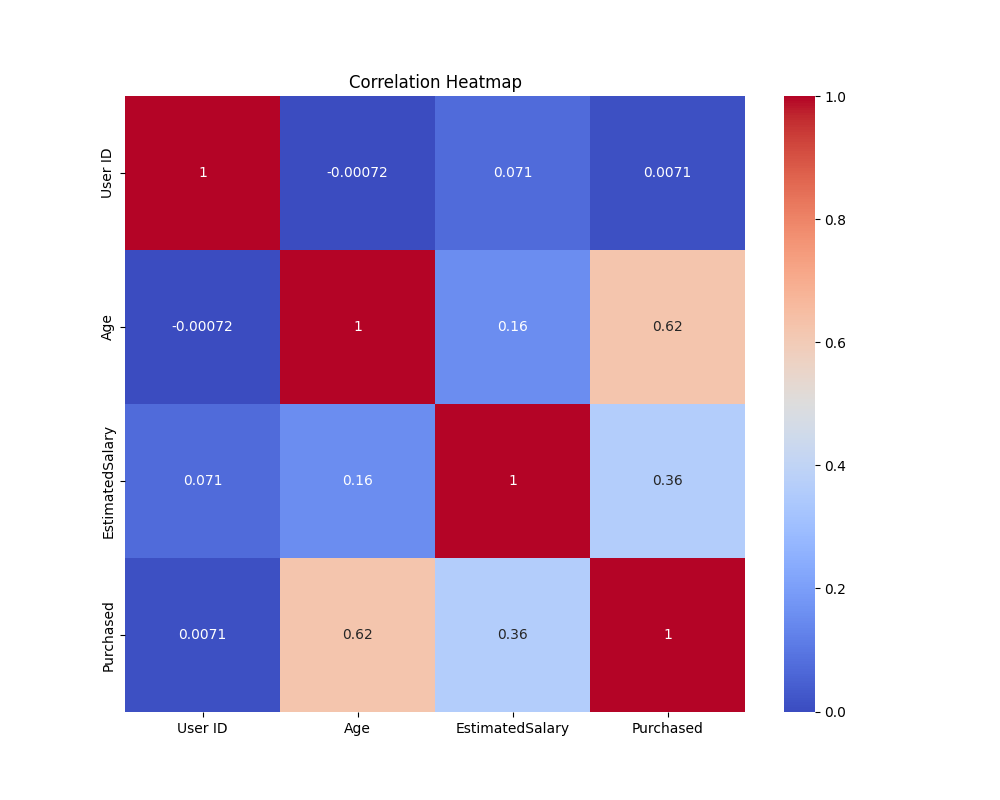 Correlation Heatmap
User ID
1
-0.00072
0.071
0.0071
Age
-0.00072
1
0.16
0.62
EstimatedSalary
0.071
0.16
1
0.36
Purchased
0.0071
0.62
0.36
1
User ID
Age
EstimatedSalary
Purchased
1.0
0.8
0.6
0.4
0.2
0.0